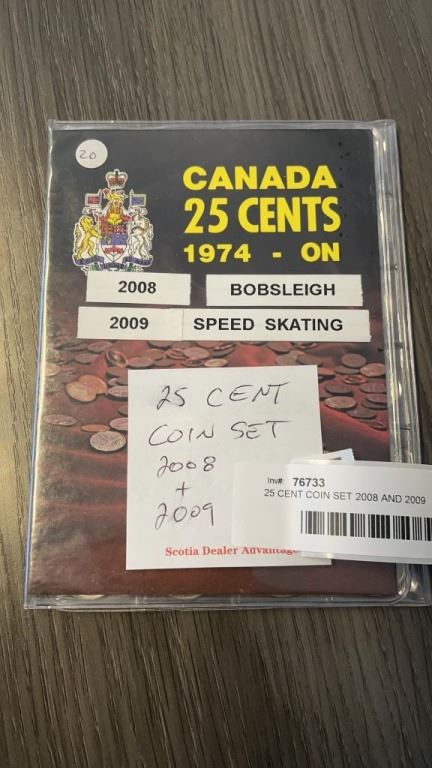 20
CANADA
25 CENTS
1974 - ON
2008 BOBSLEIGH
2009 SPEED SKATING
25 CENT
COIN SET
2008
+
2009
Inv#: 76733
25 CENT COIN SET 2008 AND 2009
Scotia Dealer Advantage